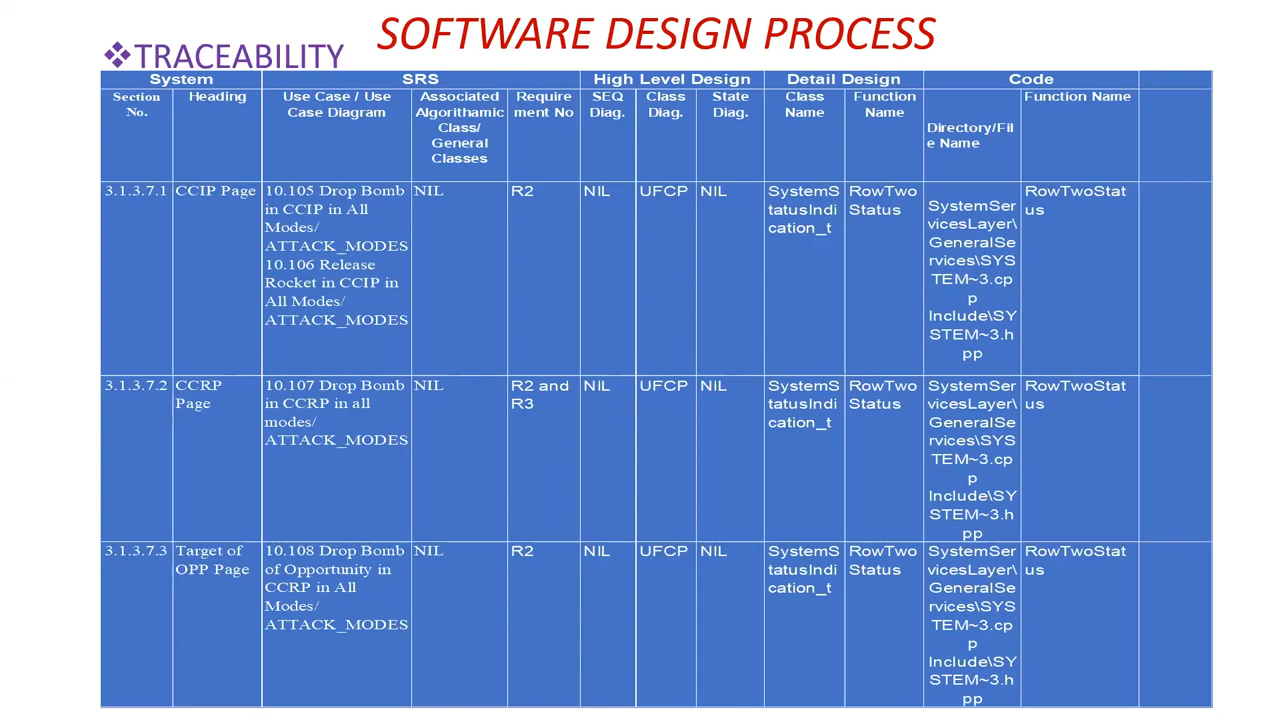 SOFTWARE DESIGN PROCESS
❖TRACEABILITY
System SRS High Level Design Detail Design Code
Section
No.
Heading
Use Case / Use
Case Diagram
Associated
Algorithamic
Class/
General
Classes
Require
ment No
SEQ
Diag.
Class
Diag.
State
Diag.
Class
Name
Function
Name
Directory/Fil
e Name
Function Name
3.1.3.7.1
CCIP Page
10.105 Drop Bomb
in CCIP in All
Modes/
ATTACK_MODES
10.106 Release
Rocket in CCIP in
All Modes/
ATTACK_MODES
NIL
R2
NIL
UFCP
NIL
SystemS
tatusIndi
cation_t
RowTwo
Status
SystemSer
vicesLayer\
GeneralSe
rvices\SYS
TEM~3.cp
p
Include\SY
STEM~3.h
pp
RowTwoStat
us
3.1.3.7.2
CCRP
Page
10.107 Drop Bomb
in CCRP in all
modes/
ATTACK_MODES
NIL
R2 and
R3
NIL
UFCP
NIL
SystemS
tatusIndi
cation_t
RowTwo
Status
SystemSer
vicesLayer\
GeneralSe
rvices\SYS
TEM~3.cp
p
Include\SY
STEM~3.h
pp
RowTwoStat
us
3.1.3.7.3
Target of
OPP Page
10.108 Drop Bomb
of Opportunity in
CCRP in All
Modes/
ATTACK_MODES
NIL
R2
NIL
UFCP
NIL
SystemS
tatusIndi
cation_t
RowTwo
Status
SystemSer
vicesLayer\
GeneralSe
rvices\SYS
TEM~3.cp
p
Include\SY
STEM~3.h
pp
RowTwoStat
us